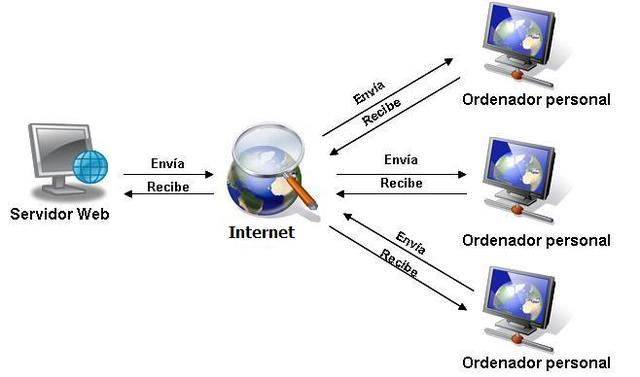 Ordenador personal
Envía
Recibe
Servidor Web
Envía
Recibe
Internet
Envía
Recibe
Ordenador personal
Envía
Recibe
Ordenador personal